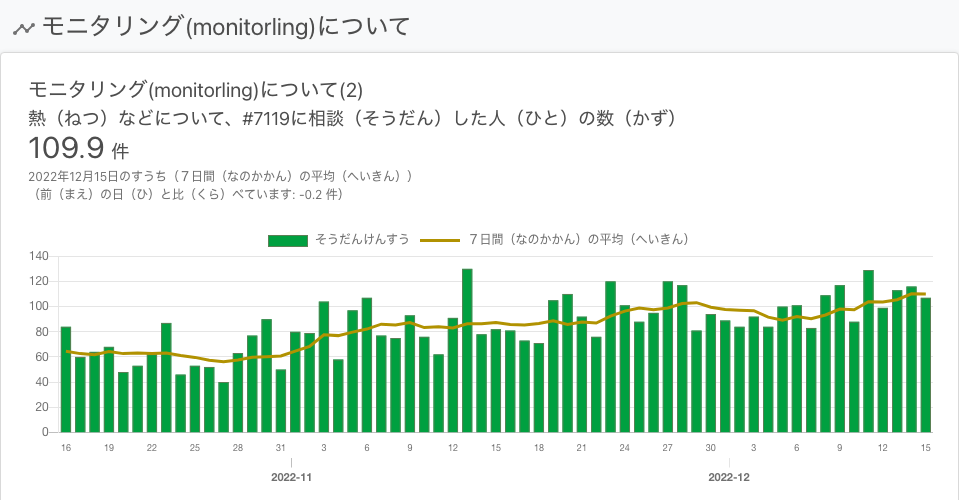 モニタリング(monitorling)について
モニタリング(monitorling)について(2)
熱（ねつ）などについて、#7119に相談（そうだん）した人（ひと）の数（かず）
109.9 件
2022年12月15日のすうち（７日間（なのかかん）の平均（へいきん））
（前（まえ）の日（ひ）と比（くら）べています: -0.2 件）
そうだんけんすう ７日間（なのかかん）の平均（へいきん）
140
120
100
80
60
40
20
0
16 19 22 25 28 31 3 6 9 12 15 18 21 24 27 30 3 6 9 12 15
2022-11 2022-12